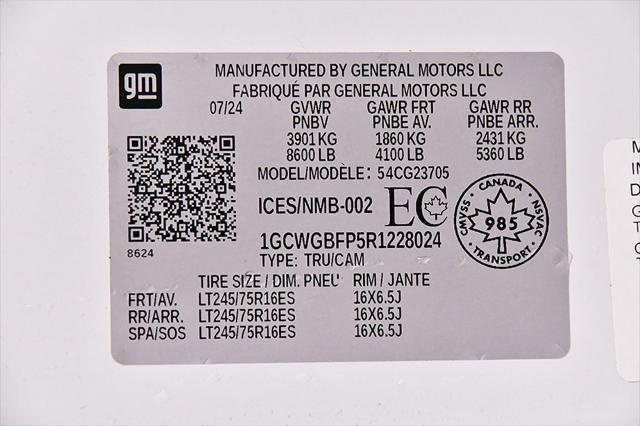 gm
MANUFACTURED BY GENERAL MOTORS LLC
FABRIQUÉ PAR GENERAL MOTORS LLC
07/24 GVWR GAWR FRT GAWR RR
PNBV PNBE AV. PNBE ARR.
3901 KG 1860 KG 2431 KG
8600 LB 4100 LB 5360 LB
MODEL/MODÈLE: 54CG23705
ICES/NMB-002 EC
CANADA CMVSS NSVAC 985 TRANSPORT
1GCWGBFP5R1228024
8624
TYPE: TRU/CAM
TIRE SIZE / DIM. PNEU RIM / JANTE
FRT/AV. LT245/75R16ES 16X6.5J
RR/ARR. LT245/75R16ES 16X6.5J
SPA/SOS LT245/75R16ES 16X6.5J